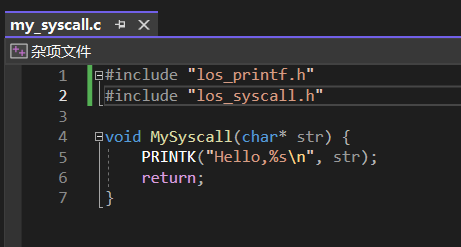 my_syscall.c
杂项文件
1 #include "los_printf.h"
2 #include "los_syscall.h"
3
4 void MySyscall(char* str) {
5 PRINTK("Hello,%s\n", str);
6 return;
7 }